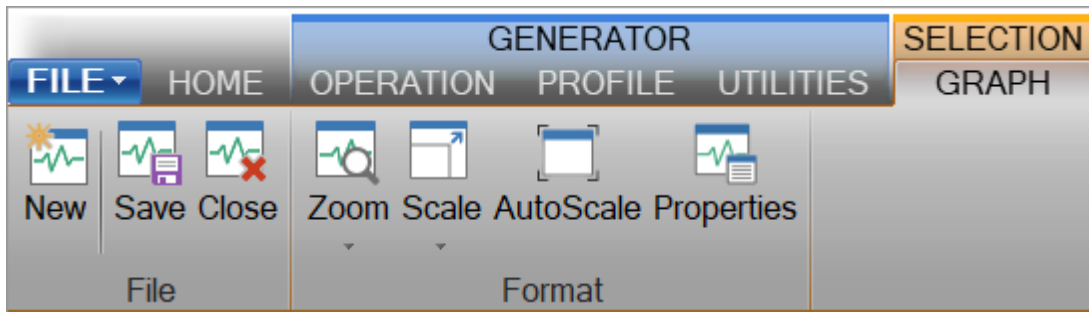 GENERATOR SELECTION
FILE HOME OPERATION PROFILE UTILITIES GRAPH
New Save Close Zoom Scale AutoScale Properties
File Format